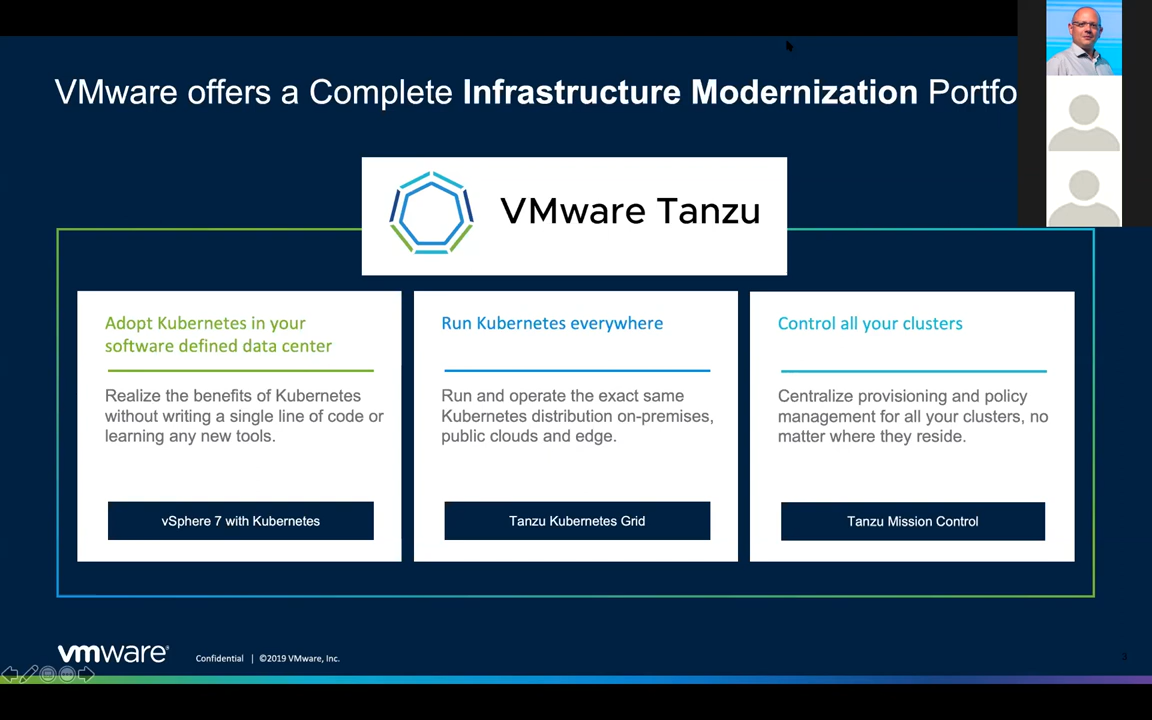 VMware offers a Complete Infrastructure Modernization Portfo
VMware Tanzu
Adopt Kubernetes in your
software defined data center
Realize the benefits of Kubernetes
without writing a single line of code or
learning any new tools.
vSphere 7 with Kubernetes
Run Kubernetes everywhere
Run and operate the exact same
Kubernetes distribution on-premises,
public clouds and edge.
Tanzu Kubernetes Grid
Control all your clusters
Centralize provisioning and policy
management for all your clusters, no
matter where they reside.
Tanzu Mission Control
vmware®
Confidential | ©2019 VMware, Inc.
3